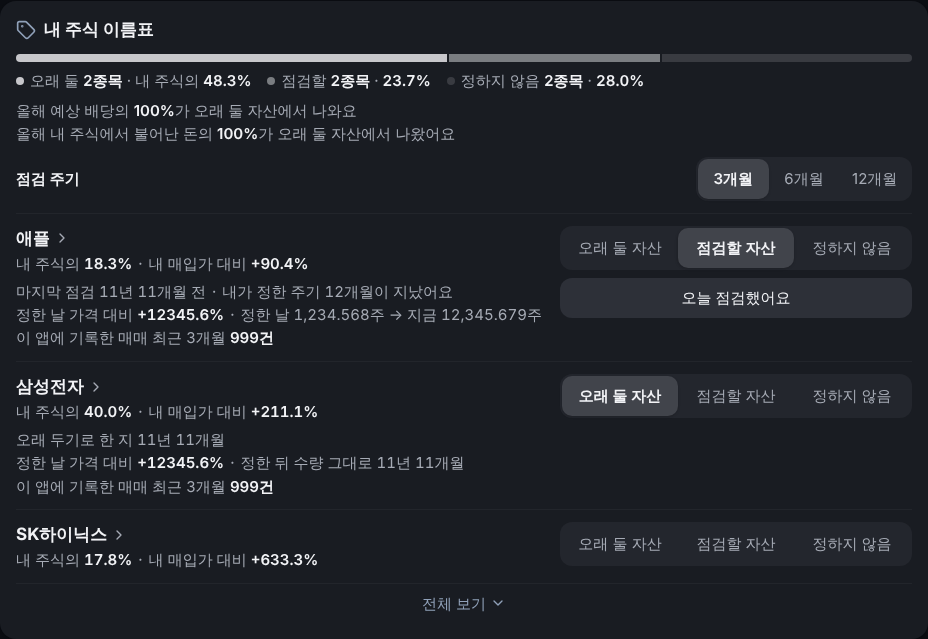 내 주식 이름표
오래 둘 2종목 · 내 주식의 48.3% 점검할 2종목 · 23.7% 정하지 않음 2종목 · 28.0%
올해 예상 배당의 100%가 오래 둘 자산에서 나와요
올해 내 주식에서 불어난 돈의 100%가 오래 둘 자산에서 나왔어요
점검 주기 3개월 6개월 12개월
애플
오래 둘 자산 점검할 자산 정하지 않음
내 주식의 18.3% · 내 매입가 대비 +90.4%
마지막 점검 11년 11개월 전 · 내가 정한 주기 12개월이 지났어요
오늘 점검했어요
정한 날 가격 대비 +12345.6% · 정한 날 1,234.568주 → 지금 12,345.679주
이 앱에 기록한 매매 최근 3개월 999건
삼성전자
오래 둘 자산 점검할 자산 정하지 않음
내 주식의 40.0% · 내 매입가 대비 +211.1%
오래 두기로 한 지 11년 11개월
정한 날 가격 대비 +12345.6% · 정한 뒤 수량 그대로 11년 11개월
이 앱에 기록한 매매 최근 3개월 999건
SK하이닉스
오래 둘 자산 점검할 자산 정하지 않음
내 주식의 17.8% · 내 매입가 대비 +633.3%
전체 보기